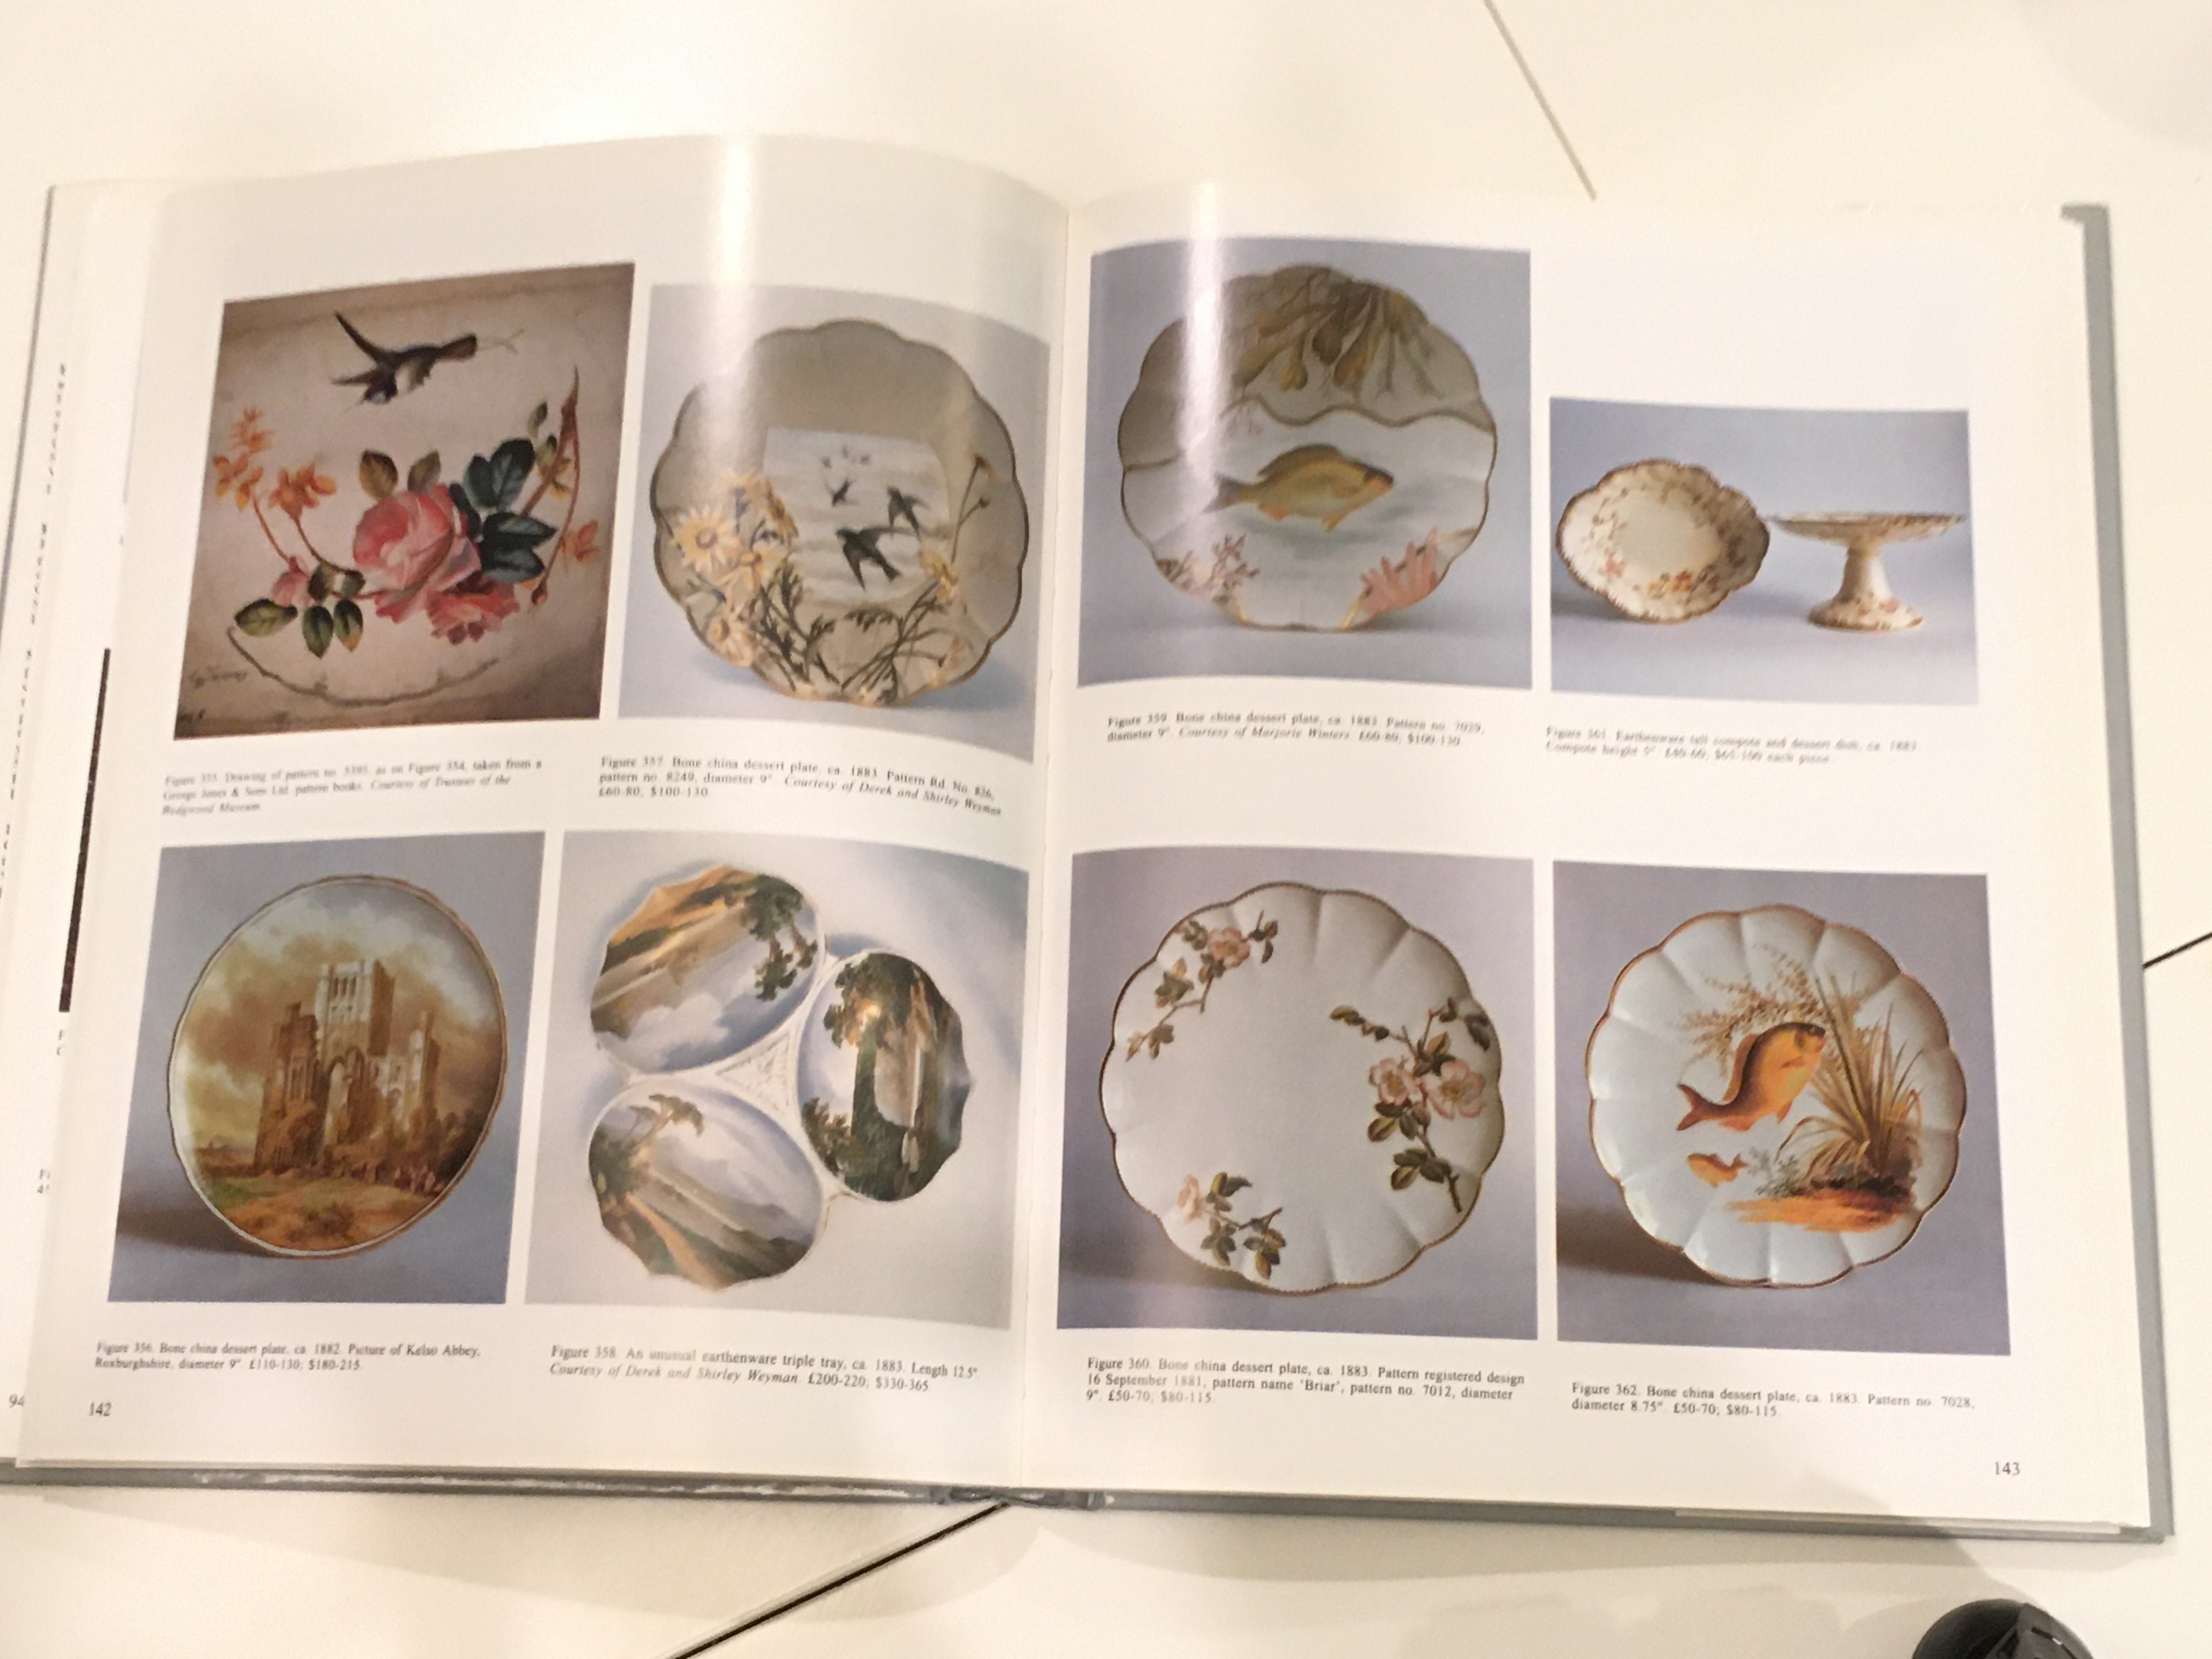 Figure 355. Drawing of pattern no. 5395, as on Figure 354, taken from a
George Jones & Sons Ltd. pattern books. Courtesy of Trustees of the
Wedgwood Museum.
Figure 357. Bone china dessert plate, ca. 1883. Pattern Rd. No. 836,
pattern no. 8249, diameter 9". Courtesy of Derek and Shirley Weyman.
£60-80; $100-130.
Figure 356. Bone china dessert plate, ca. 1882. Picture of Kelso Abbey,
Roxburghshire, diameter 9". £110-130; $180-215.
Figure 358. An unusual earthenware triple tray, ca. 1883. Length 12.5"
Courtesy of Derek and Shirley Weyman. £200-220; $330-365.
142
94
Figure 359. Bone china dessert plate, ca. 1883. Pattern no. 7029,
diameter 9". Courtesy of Marjorie Winters. £60-80; $100-130.
Figure 361. Earthenware tall compote and dessert dish, ca. 1883.
Compote height 5". £40-60; $65-100 each piece.
Figure 360. Bone china dessert plate, ca. 1883. Pattern registered design
16 September 1881, pattern name 'Briar', pattern no. 7012, diameter
9". £50-70; $80-115.
Figure 362. Bone china dessert plate, ca. 1883. Pattern no. 7028,
diameter 8.75". £50-70; $80-115.
143